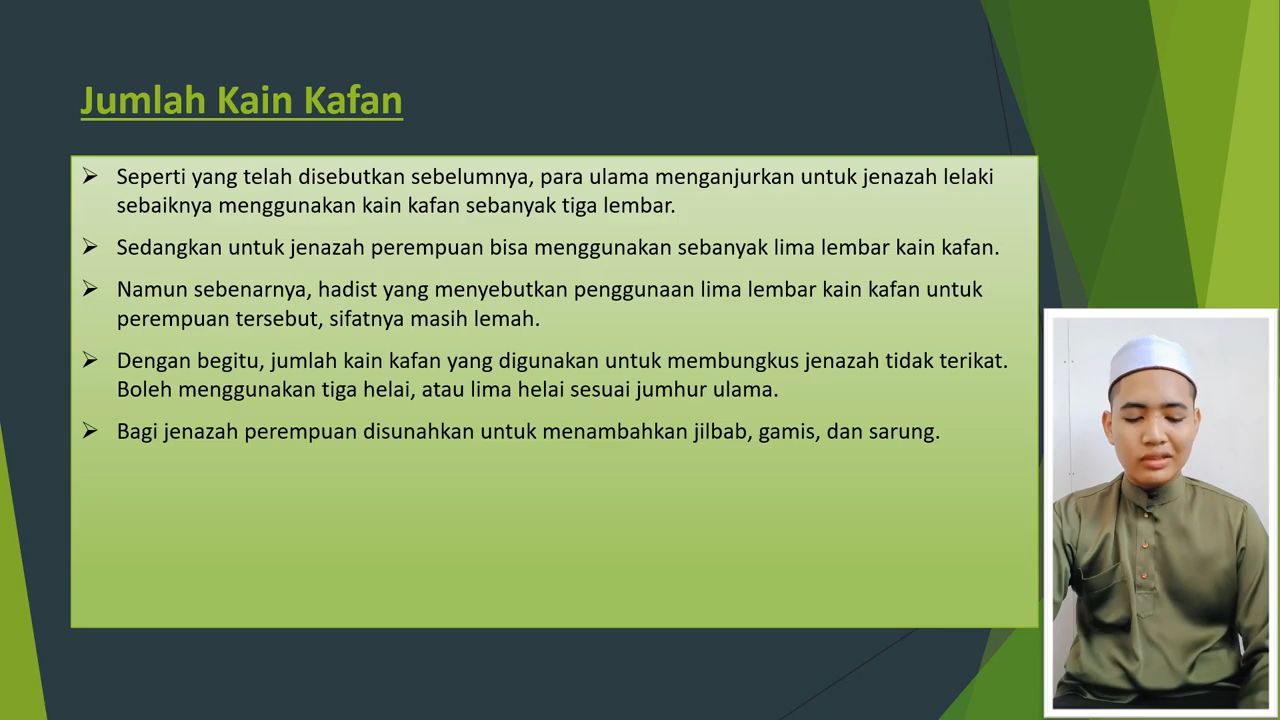 Jumlah Kain Kafan
Seperti yang telah disebutkan sebelumnya, para ulama menganjurkan untuk jenazah lelaki
sebaiknya menggunakan kain kafan sebanyak tiga lembar.
Sedangkan untuk jenazah perempuan bisa menggunakan sebanyak lima lembar kain kafan.
Namun sebenarnya, hadist yang menyebutkan penggunaan lima lembar kain kafan untuk
perempuan tersebut, sifatnya masih lemah.
Dengan begitu, jumlah kain kafan yang digunakan untuk membungkus jenazah tidak terikat.
Boleh menggunakan tiga helai, atau lima helai sesuai jumhur ulama.
Bagi jenazah perempuan disunahkan untuk menambahkan jilbab, gamis, dan sarung.